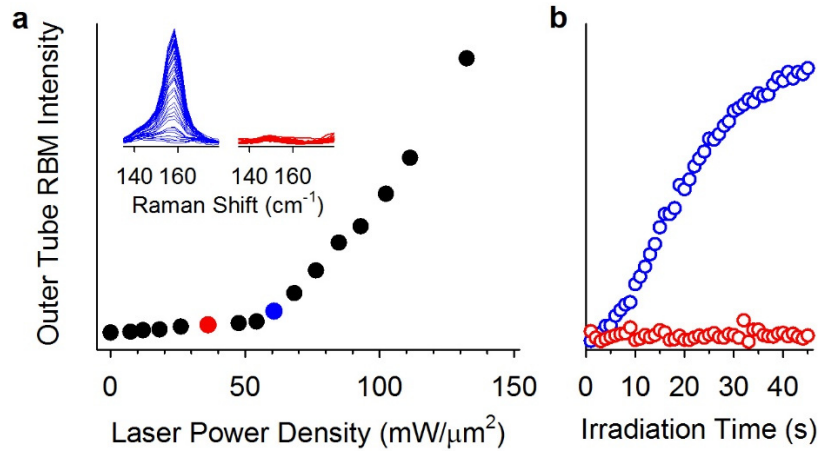 a
b
Outer Tube RBM Intensity
140 160
140 160
Raman Shift (cm⁻¹)
0 50 100 150
Laser Power Density (mW/μm²)
0 10 20 30 40
Irradiation Time (s)